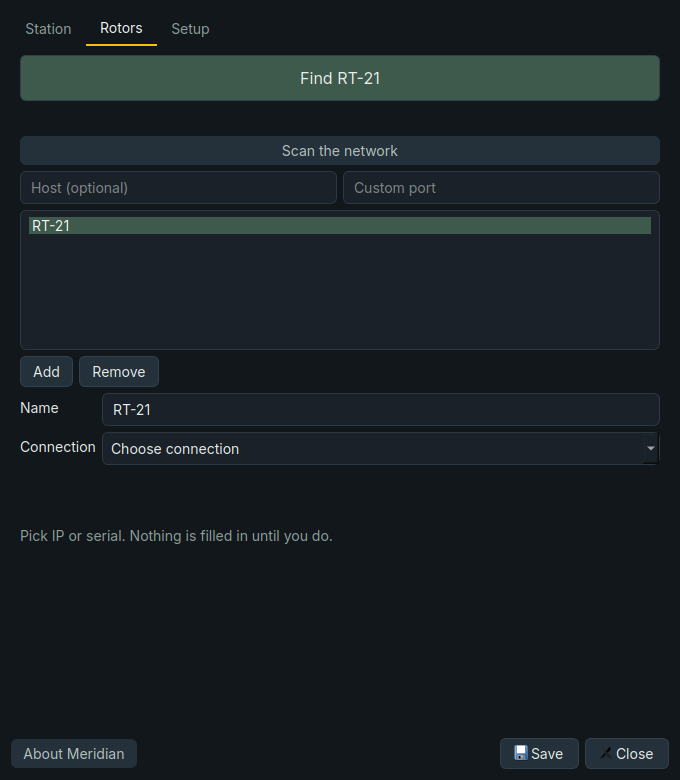 Station Rotors Setup
Find RT-21
Scan the network
Host (optional) Custom port
RT-21
Add Remove
Name RT-21
Connection Choose connection
Pick IP or serial. Nothing is filled in until you do.
About Meridian Save Close